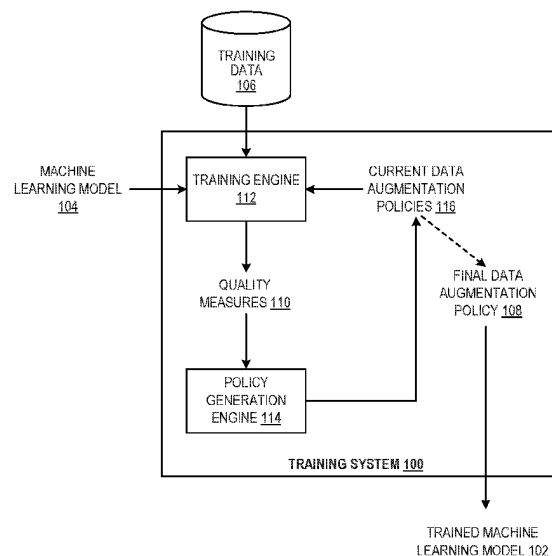 TRAINING
DATA
106
MACHINE
LEARNING MODEL
104
TRAINING ENGINE
112
CURRENT DATA
AUGMENTATION
POLICIES 116
QUALITY
MEASURES 110
FINAL DATA
AUGMENTATION
POLICY 108
POLICY
GENERATION
ENGINE 114
TRAINING SYSTEM 100
TRAINED MACHINE
LEARNING MODEL 102